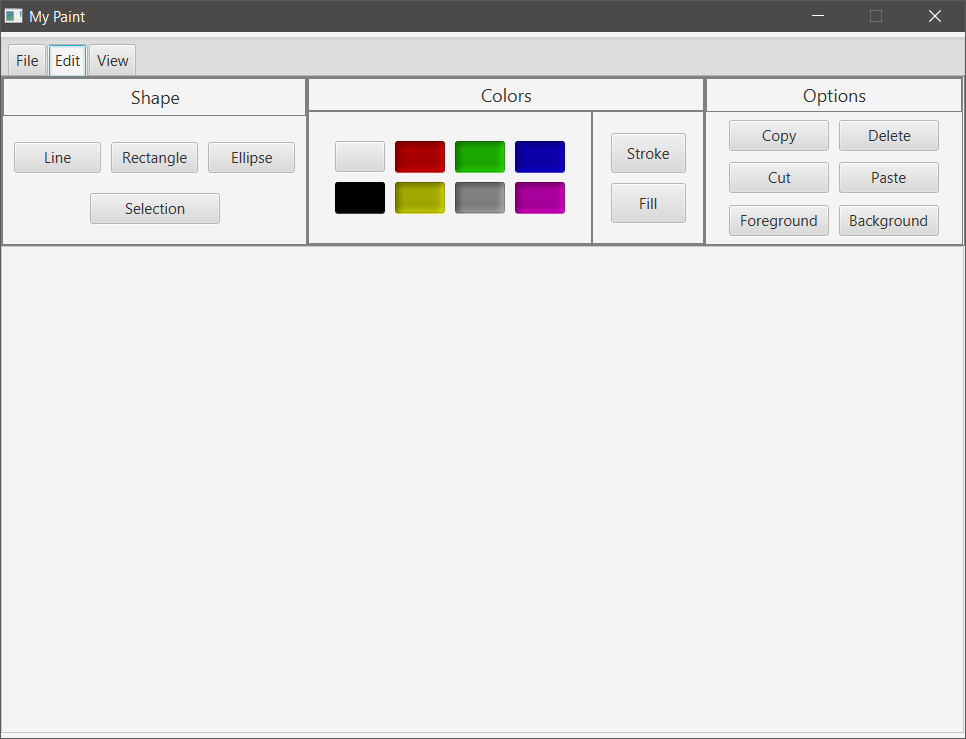 My Paint
File Edit View
Shape Colors Options
Line Rectangle Ellipse
Selection
Stroke
Fill
Copy Delete
Cut Paste
Foreground Background